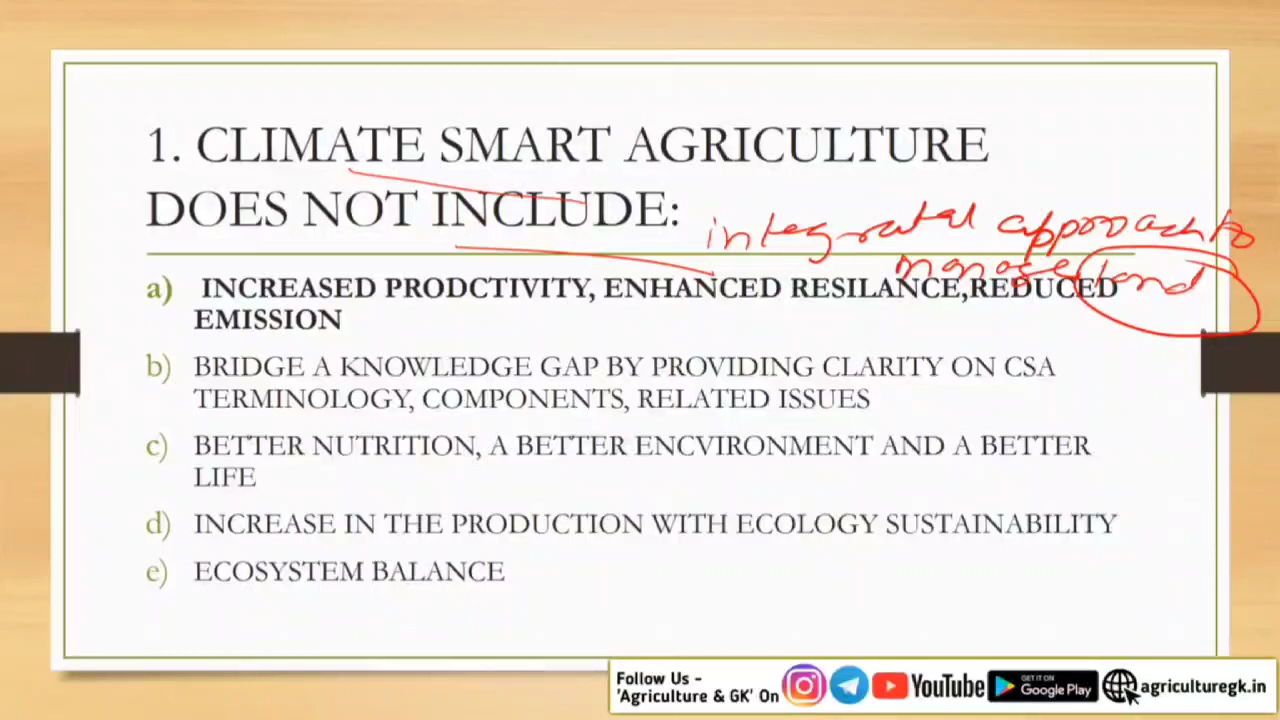 1. CLIMATE SMART AGRICULTURE
DOES NOT INCLUDE:
integrated approach to
manage land
a) INCREASED PRODCTIVITY, ENHANCED RESILANCE,REDUCED
EMISSION
b) BRIDGE A KNOWLEDGE GAP BY PROVIDING CLARITY ON CSA
TERMINOLOGY, COMPONENTS, RELATED ISSUES
c) BETTER NUTRITION, A BETTER ENCVIRONMENT AND A BETTER
LIFE
d) INCREASE IN THE PRODUCTION WITH ECOLOGY SUSTAINABILITY
e) ECOSYSTEM BALANCE
Follow Us -
'Agriculture & GK' On
YouTube
GET IT ON
Google Play
agriculturegk.in